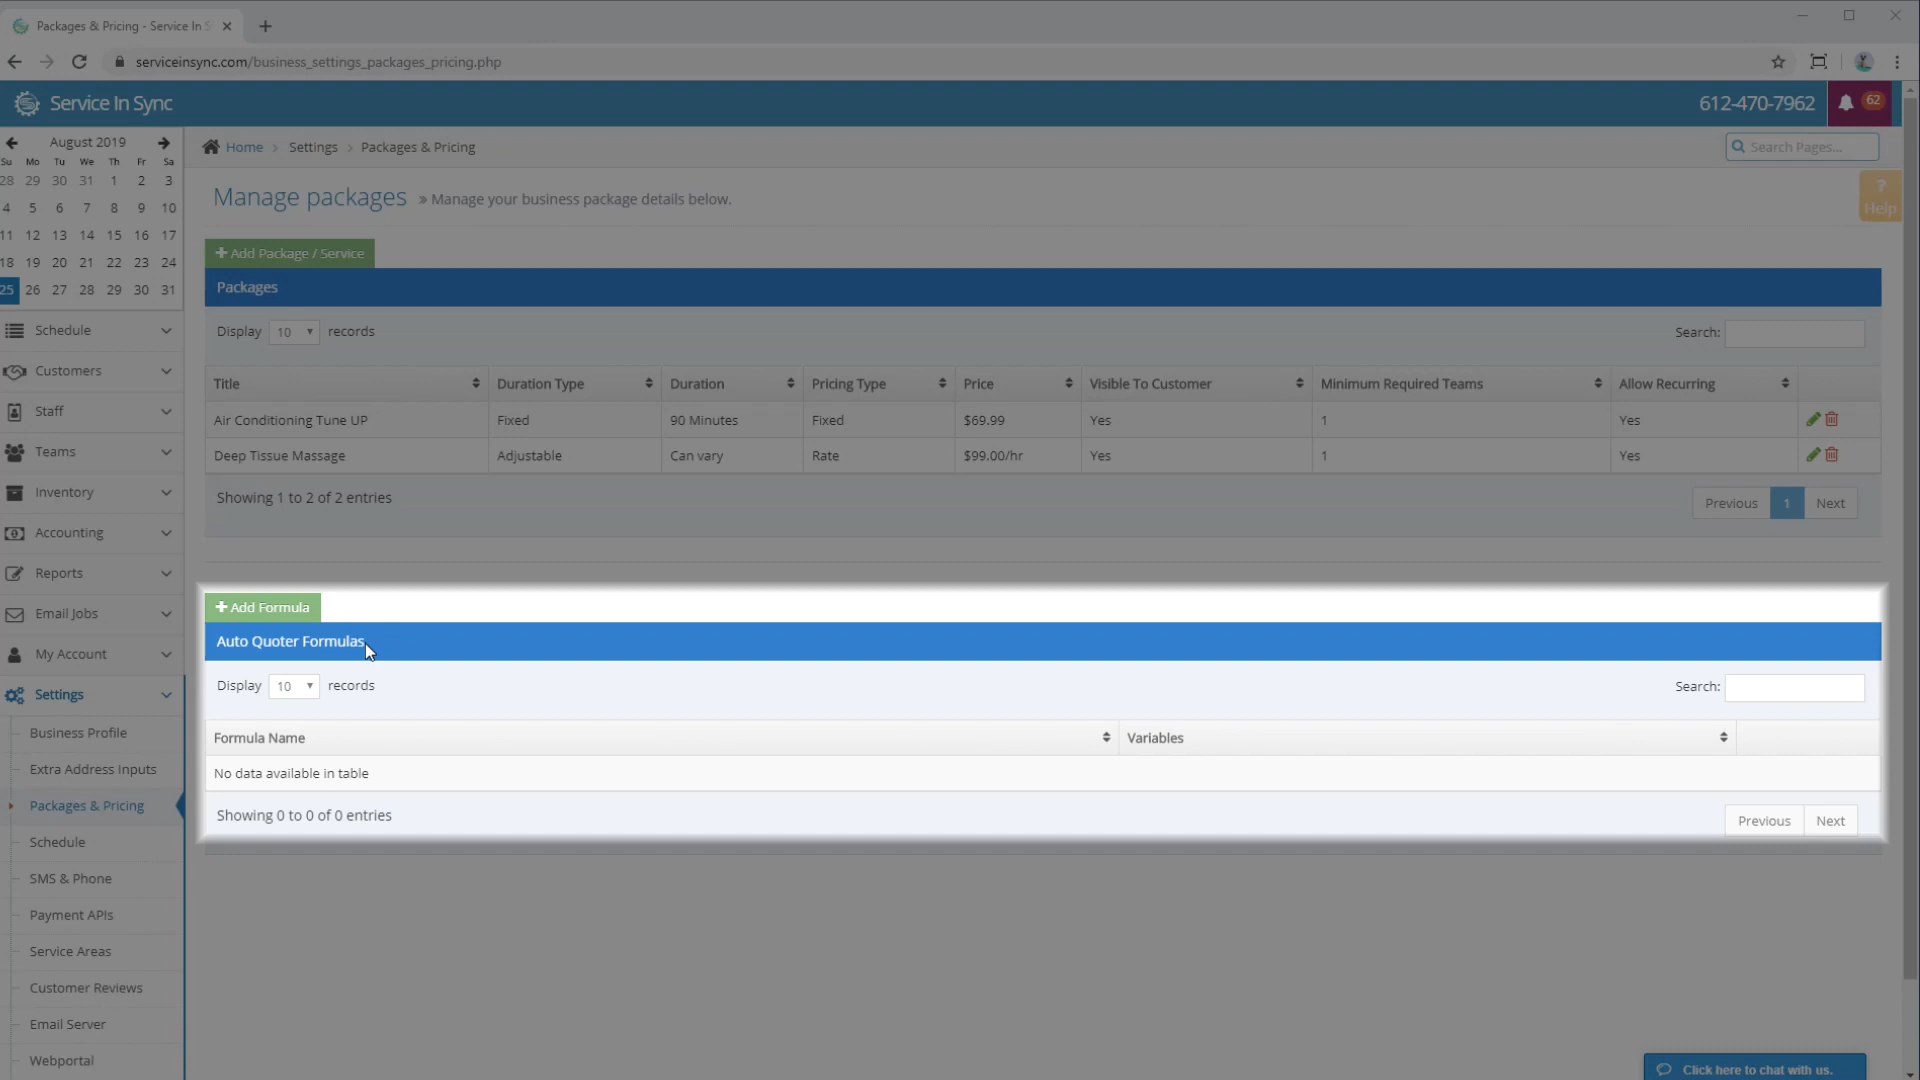 Packages & Pricing - Service In S
serviceinsync.com/business_settings_packages_pricing.php
Service In Sync
612-470-7962
62
August 2019
Su Mo Tu We Th Fr Sa
28 29 30 31 1 2 3
4 5 6 7 8 9 10
11 12 13 14 15 16 17
18 19 20 21 22 23 24
25 26 27 28 29 30 31
Schedule
Customers
Staff
Teams
Inventory
Accounting
Reports
Email Jobs
My Account
Settings
Business Profile
Extra Address Inputs
Packages & Pricing
Schedule
SMS & Phone
Payment APIs
Service Areas
Customer Reviews
Email Server
Webportal
Home > Settings > Packages & Pricing
Search Pages...
Manage packages » Manage your business package details below.
? Help
+ Add Package / Service
Packages
Display 10 records
Search:
Title Duration Type Duration Pricing Type Price Visible To Customer Minimum Required Teams Allow Recurring
Air Conditioning Tune UP Fixed 90 Minutes Fixed $69.99 Yes 1 Yes
Deep Tissue Massage Adjustable Can vary Rate $99.00/hr Yes 1 Yes
Showing 1 to 2 of 2 entries
Previous 1 Next
+ Add Formula
Auto Quoter Formulas
Display 10 records
Search:
Formula Name Variables
No data available in table
Showing 0 to 0 of 0 entries
Previous Next
Click here to chat with us.